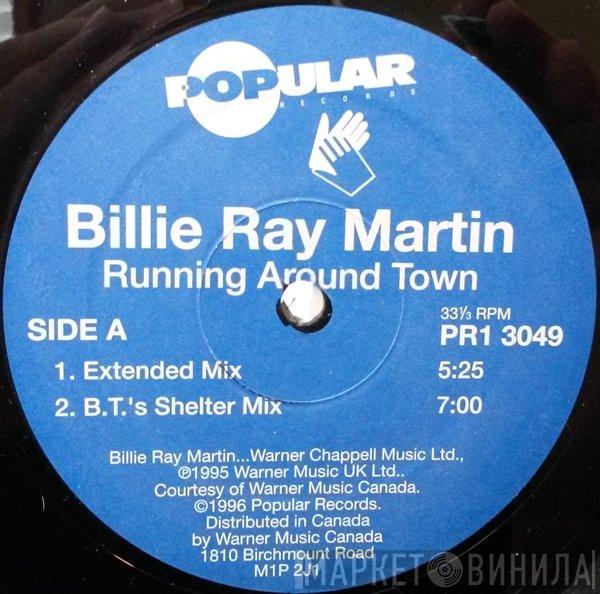 POPULAR
RECORDS
Billie Ray Martin
Running Around Town
SIDE A
33⅓ RPM
PR1 3049
1. Extended Mix 5:25
2. B.T.'s Shelter Mix 7:00
Billie Ray Martin...Warner Chappell Music Ltd.,
℗1995 Warner Music UK Ltd..
Courtesy of Warner Music Canada.
©1996 Popular Records.
Distributed in Canada
by Warner Music Canada
1810 Birchmount Road
M1P 2J1
МАРКЕТ ВИНИЛА